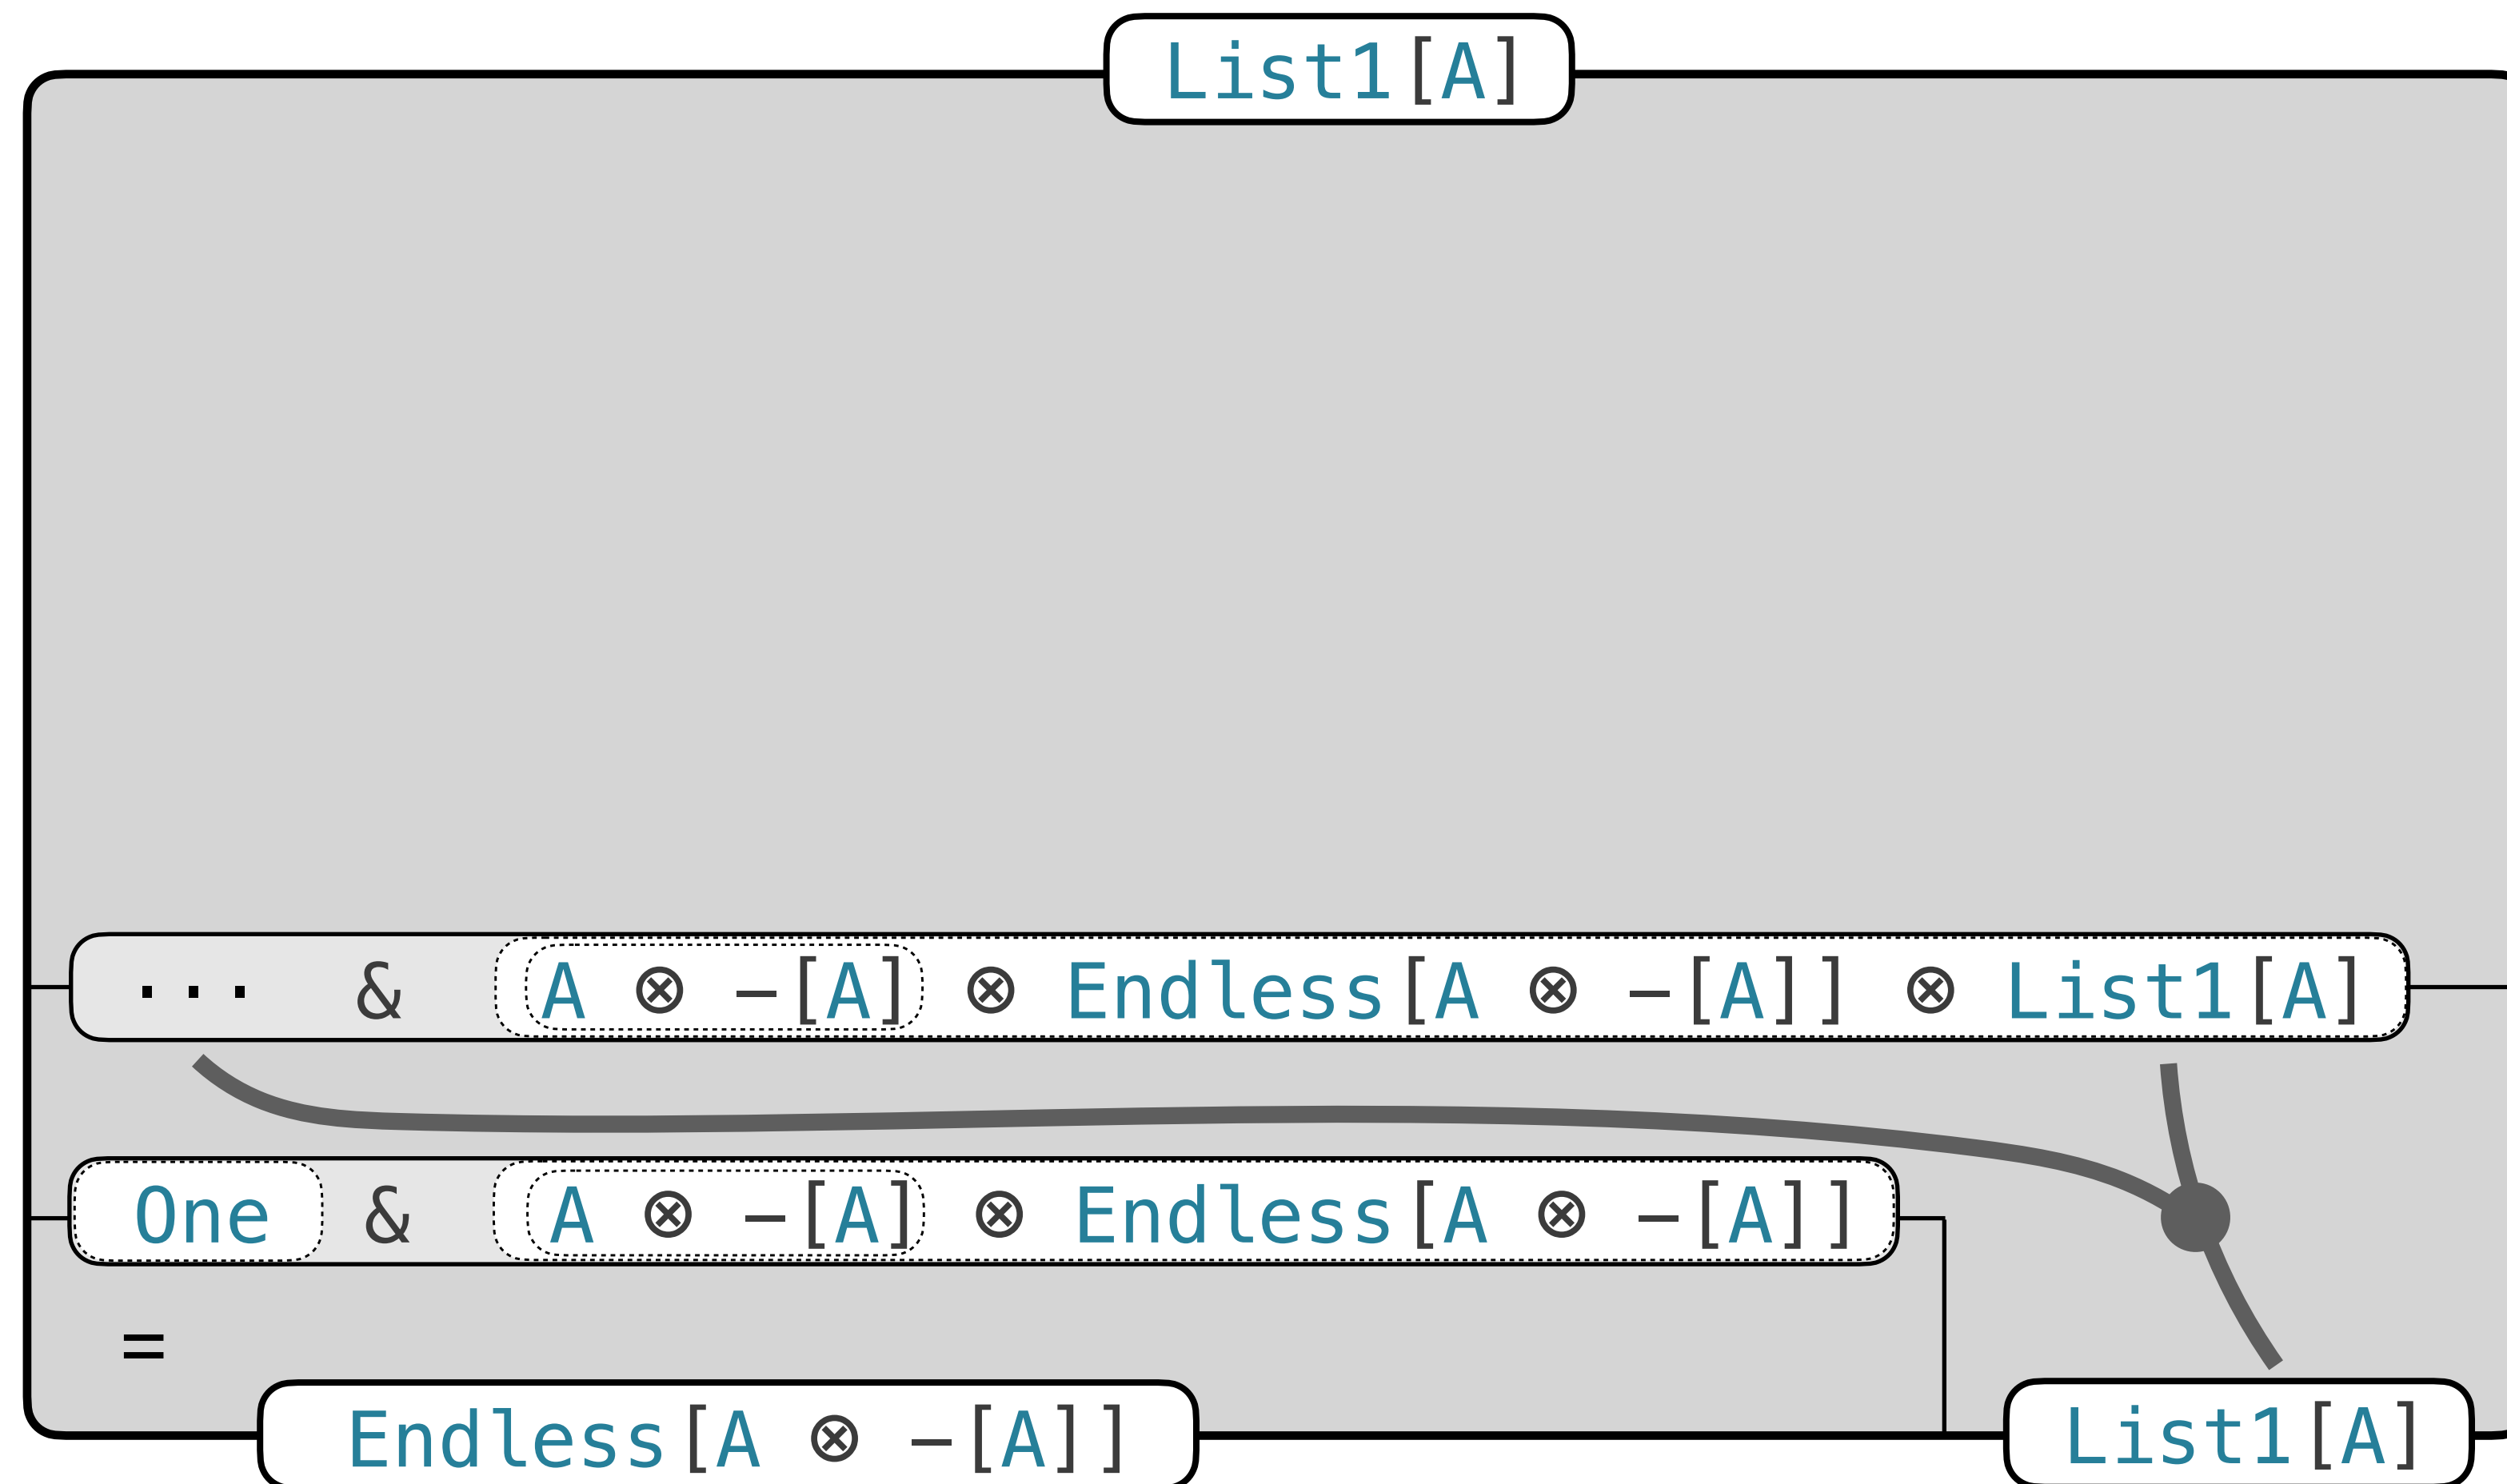 List1[A]
... & A ⊗ −[A] ⊗ Endless[A ⊗ −[A]] ⊗ List1[A]
One & A ⊗ −[A] ⊗ Endless[A ⊗ −[A]]
=
Endless[A ⊗ −[A]] List1[A]